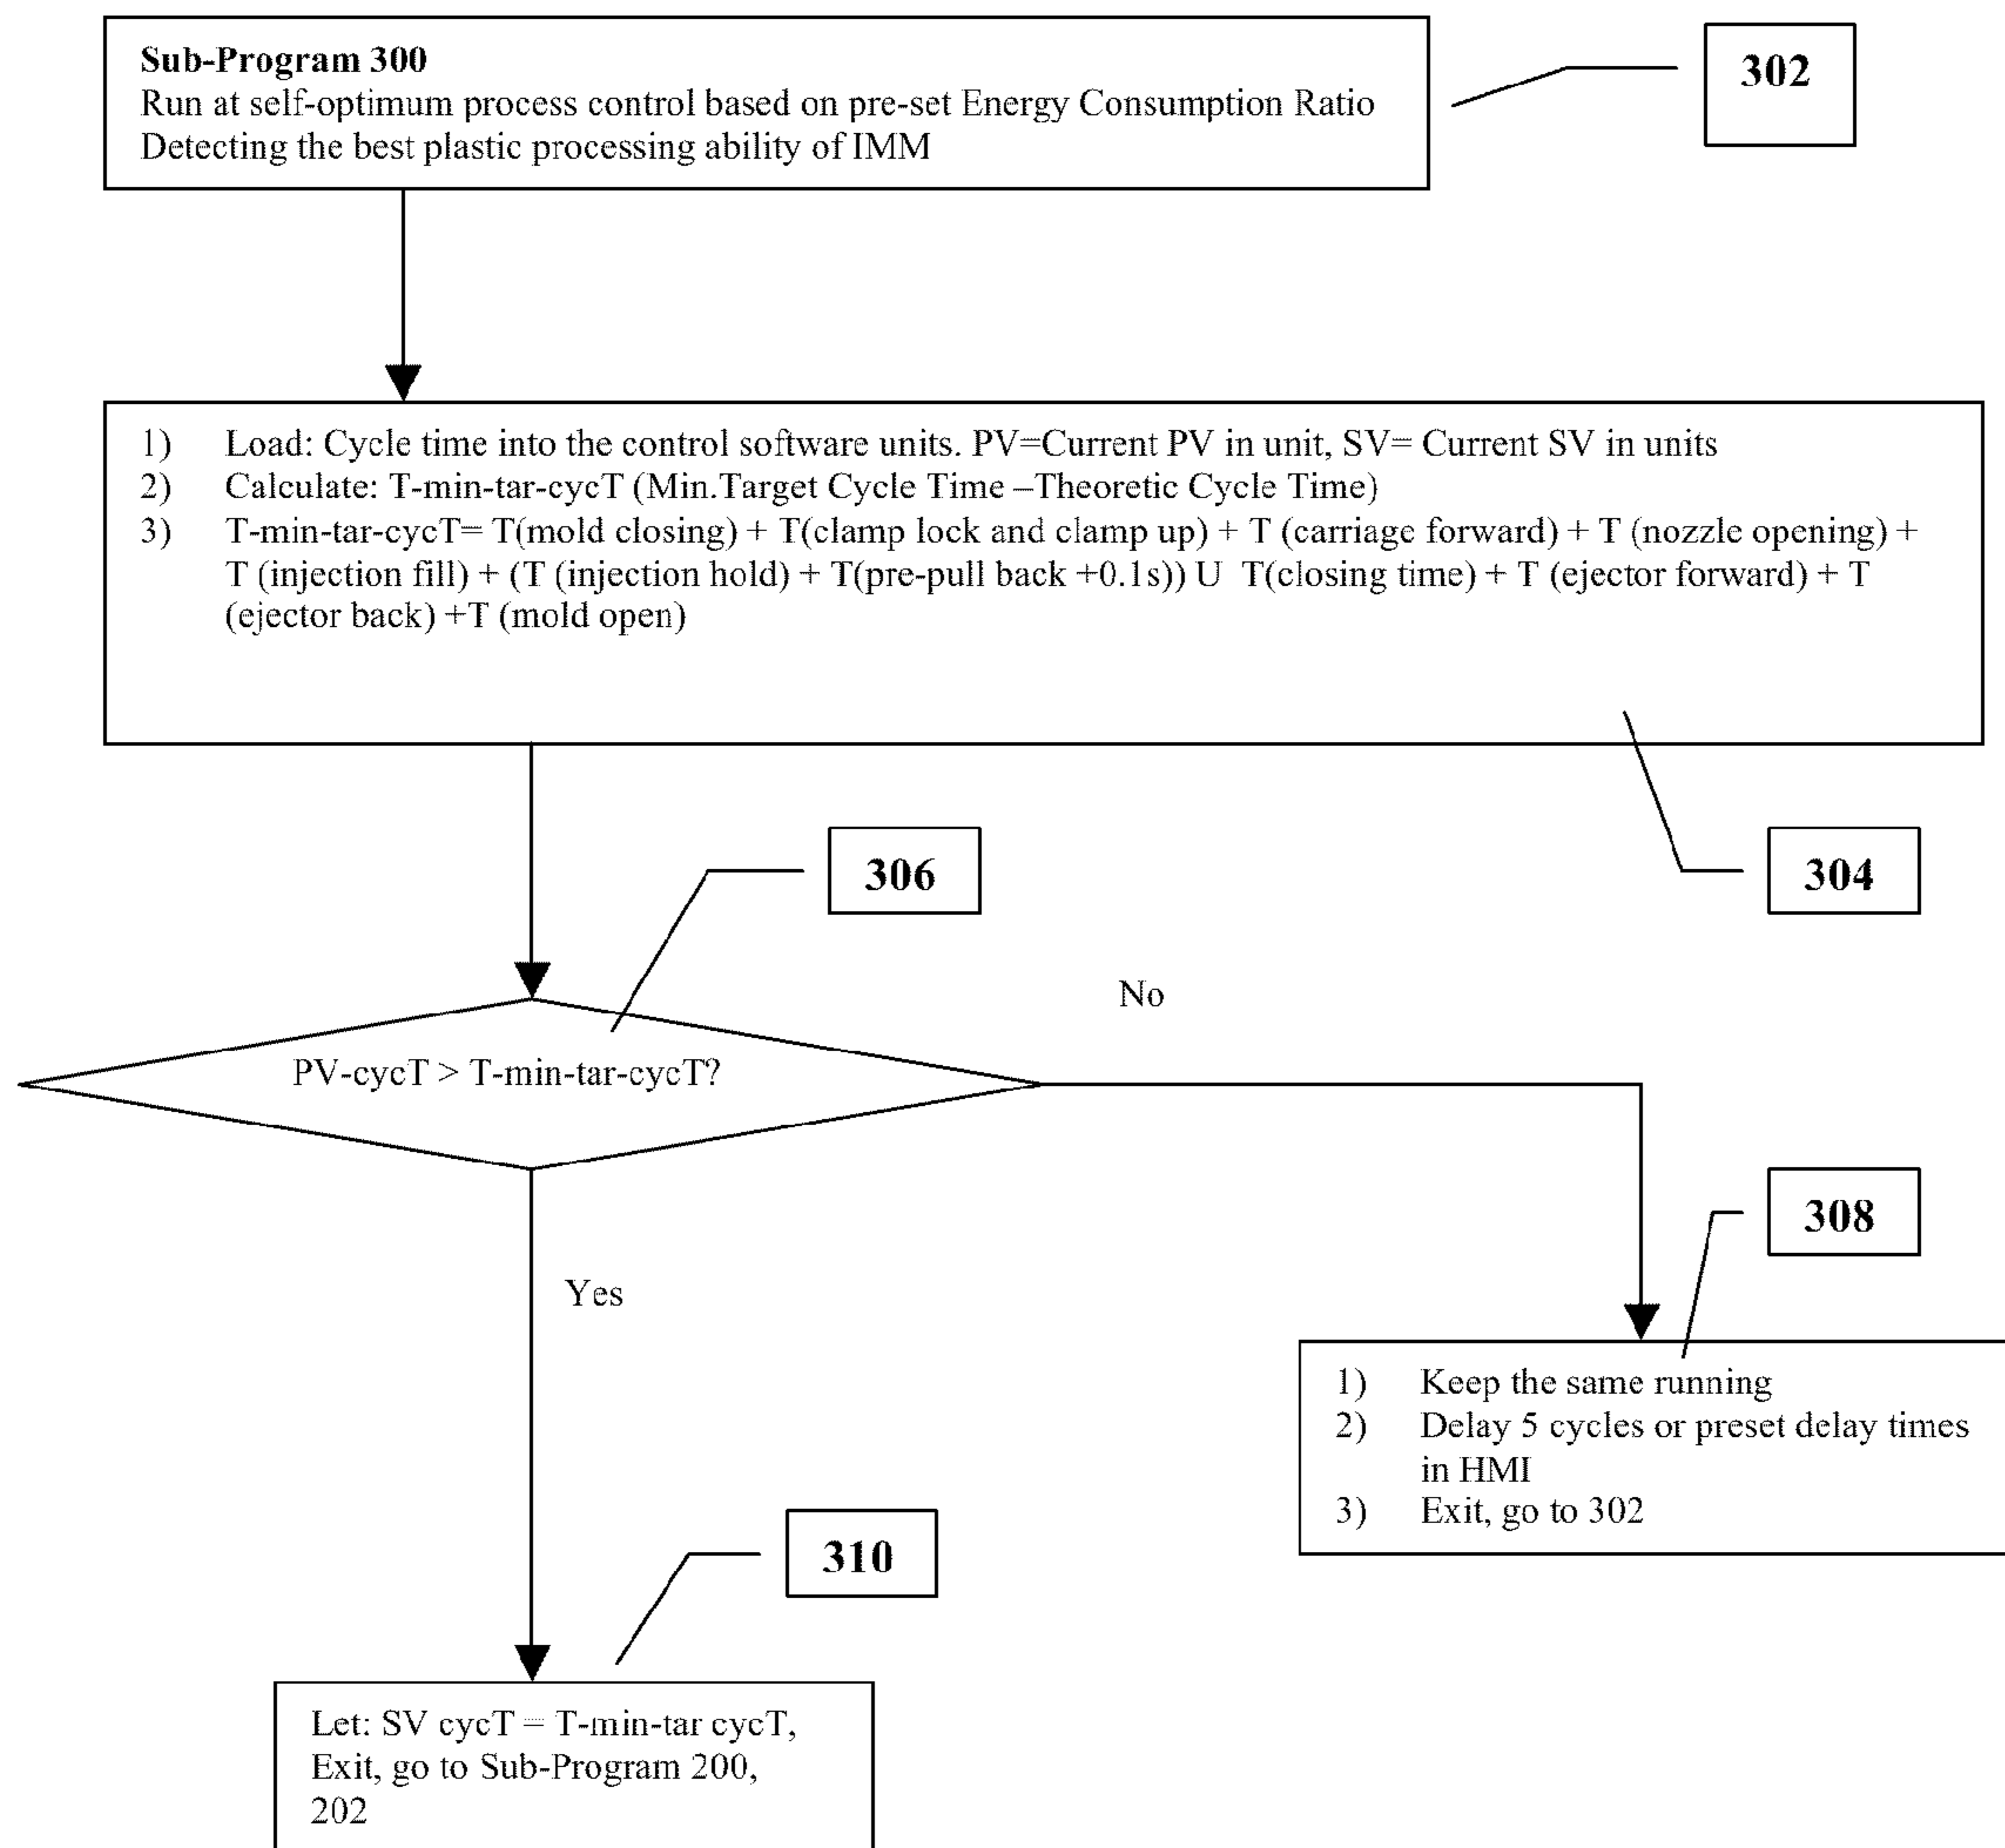 Sub-Program 300
Run at self-optimum process control based on pre-set Energy Consumption Ratio
Detecting the best plastic processing ability of IMM
302
1) Load: Cycle time into the control software units. PV=Current PV in unit, SV= Current SV in units
2) Calculate: T-min-tar-cycT (Min.Target Cycle Time –Theoretic Cycle Time)
3) T-min-tar-cycT= T(mold closing) + T(clamp lock and clamp up) + T (carriage forward) + T (nozzle opening) +
T (injection fill) + (T (injection hold) + T(pre-pull back +0.1s)) U T(closing time) + T (ejector forward) + T
(ejector back) +T (mold open)
306
304
No
PV-cycT > T-min-tar-cycT?
308
Yes
1) Keep the same running
2) Delay 5 cycles or preset delay times
in HMI
3) Exit, go to 302
310
Let: SV cycT = T-min-tar cycT,
Exit, go to Sub-Program 200,
202